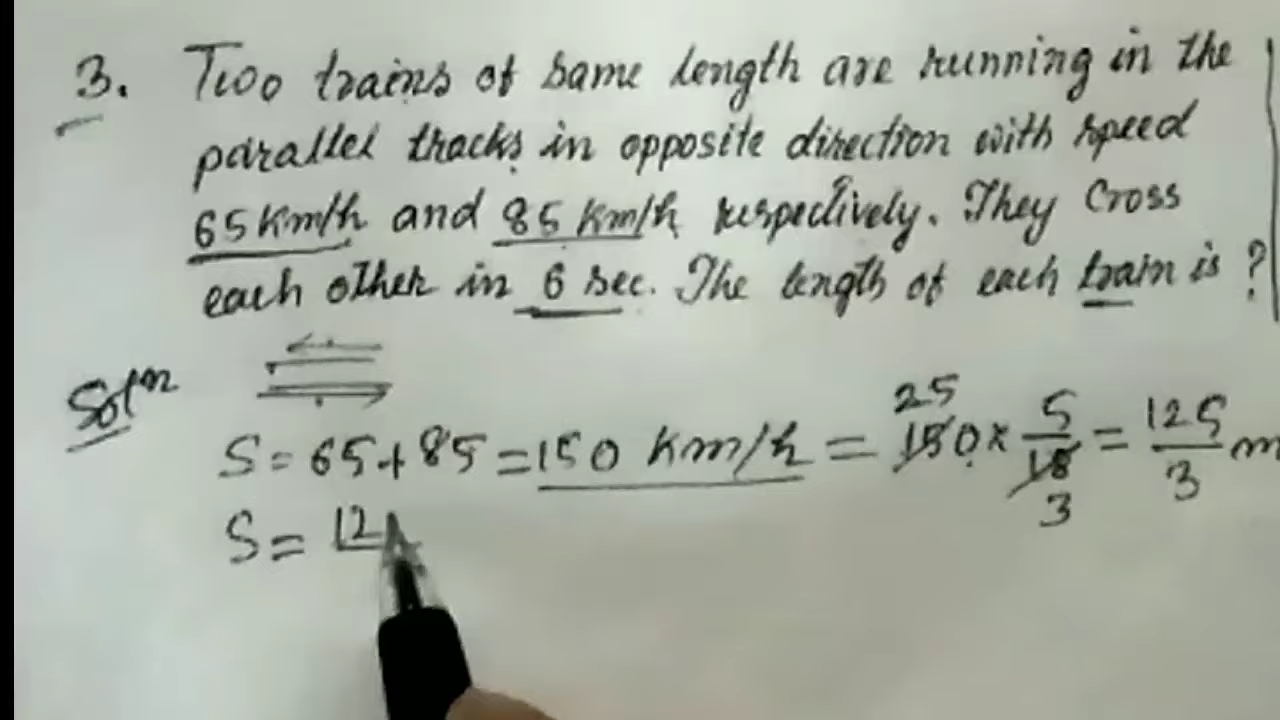 3. Two trains of same length are running in the
parallel tracks in opposite direction with speed
65 Km/h and 85 Km/h respectively. They Cross
each other in 6 sec. The length of each train is ?
Solⁿ
S = 65 + 85 = 150 km/h = 150 × 5/18 = 125/3 m
25
3
S = 12